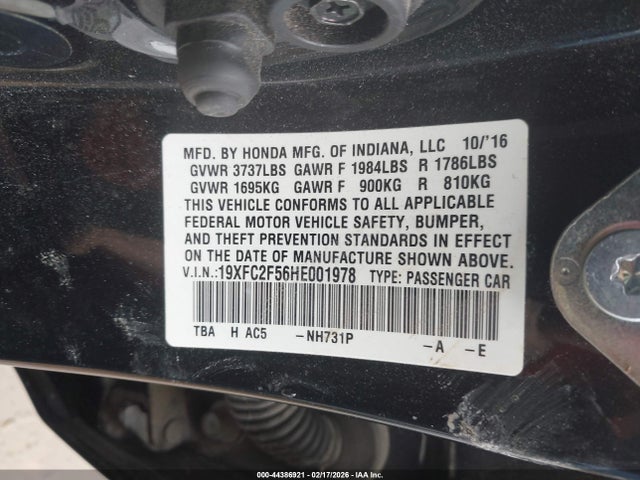 MFD. BY HONDA MFG. OF INDIANA, LLC 10/'16
GVWR 3737LBS GAWR F 1984LBS R 1786LBS
GVWR 1695KG GAWR F 900KG R 810KG
THIS VEHICLE CONFORMS TO ALL APPLICABLE
FEDERAL MOTOR VEHICLE SAFETY, BUMPER,
AND THEFT PREVENTION STANDARDS IN EFFECT
ON THE DATE OF MANUFACTURE SHOWN ABOVE.
V.I.N.:19XFC2F56HE001978 TYPE: PASSENGER CAR
TBA H AC5 -NH731P -A -E
000-44386921 - 02/17/2026 - IAA, Inc.